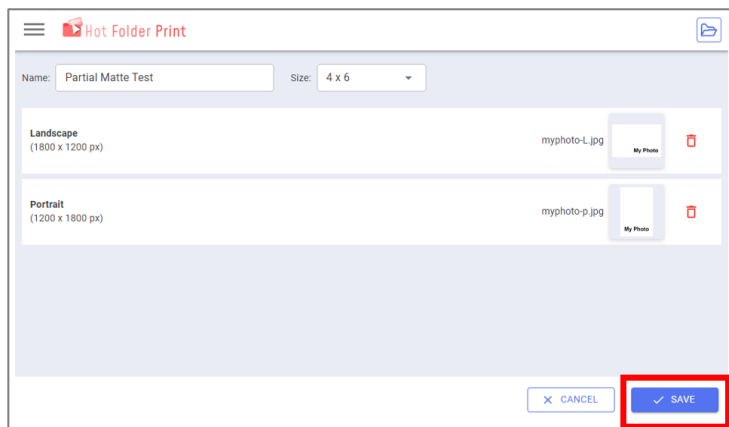 Hot Folder Print
Name: Partial Matte Test Size: 4 x 6
Landscape
(1800 x 1200 px)
myphoto-L.jpg
My Photo
Portrait
(1200 x 1800 px)
myphoto-p.jpg
My Photo
CANCEL SAVE